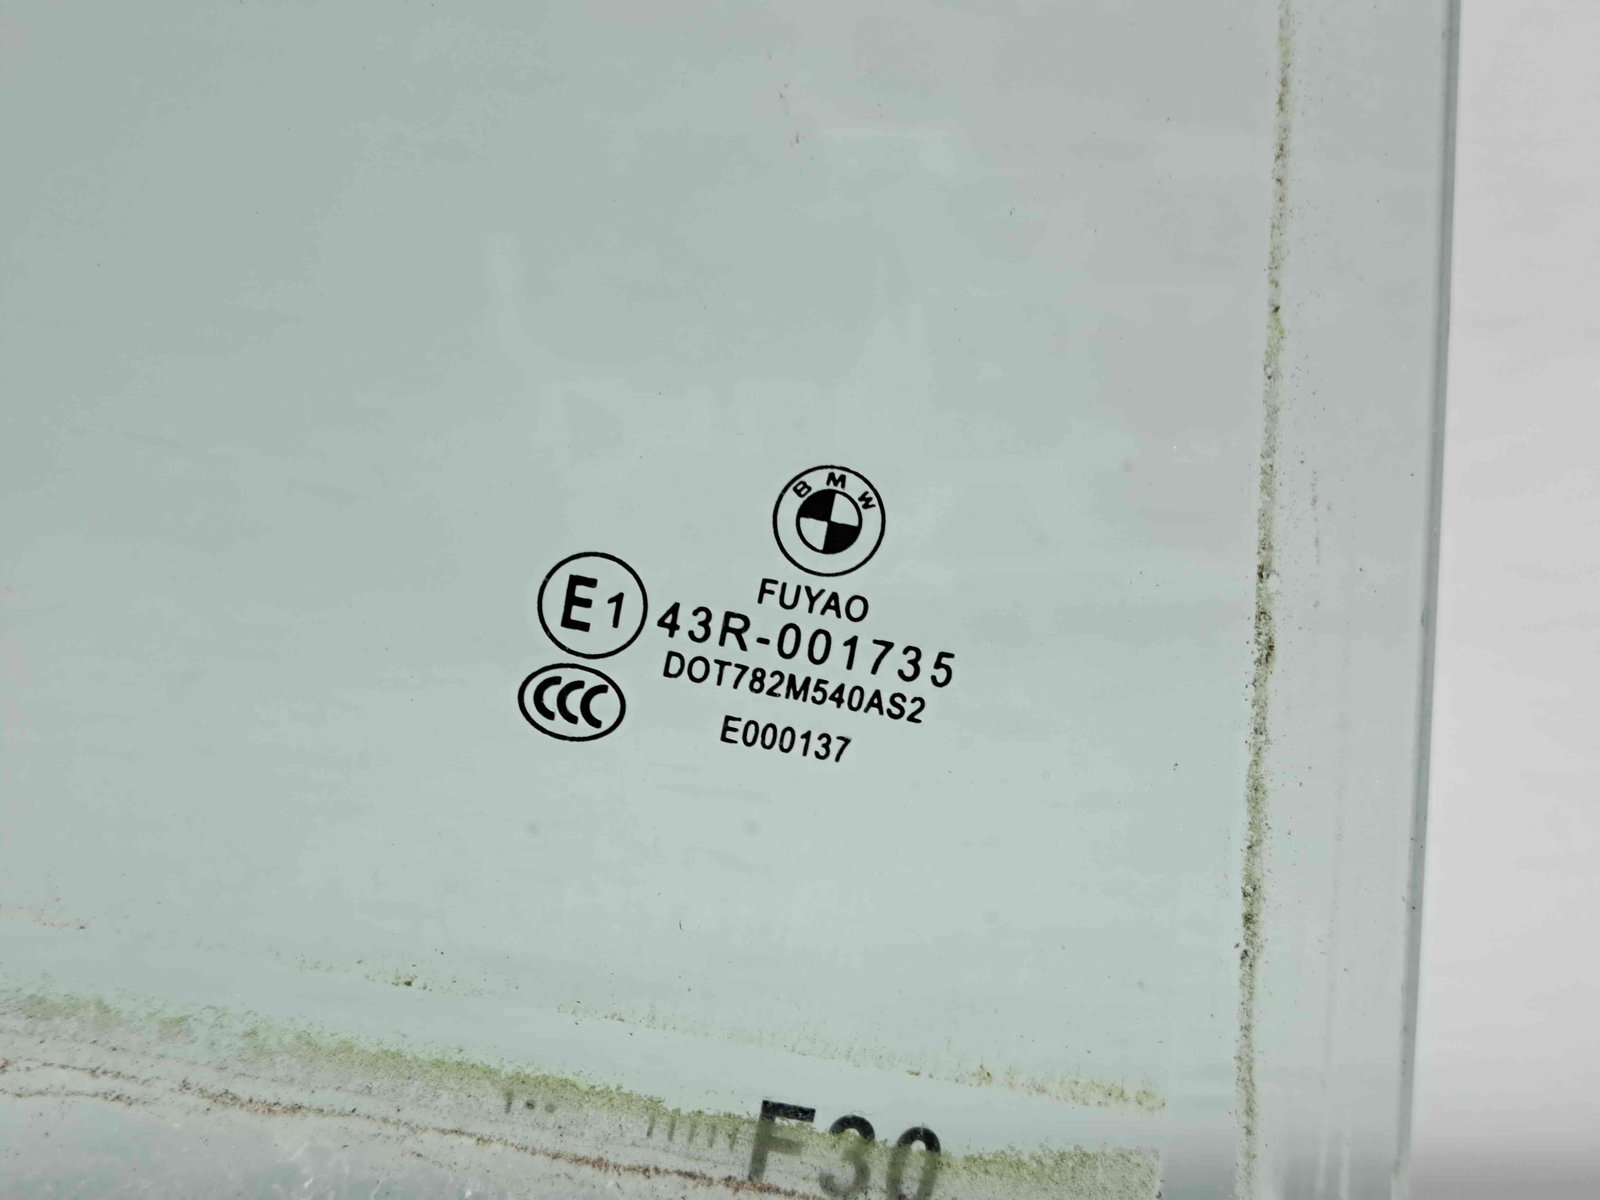 BMW
FUYAO
E1 43R-001735
DOT782M540AS2
CCC
E000137
F30